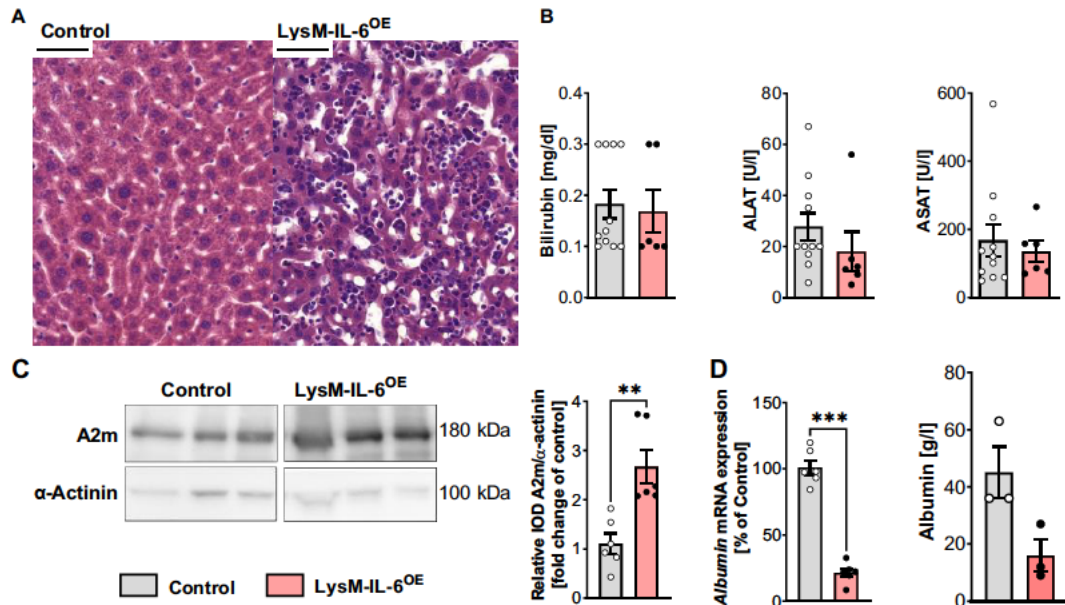 A
Control
LysM-IL-6OE
B
Bilirubin [mg/dl]
0.4
0.3
0.2
0.1
0.0
ALAT [U/l]
80
60
40
20
0
ASAT [U/l]
600
400
200
0
C
Control
LysM-IL-6OE
A2m
180 kDa
α-Actinin
100 kDa
Relative IOD A2m/α-actinin
[fold change of control]
4
3
2
1
0
**
D
Albumin mRNA expression
[% of Control]
150
100
50
0
***
Albumin [g/l]
80
60
40
20
0
Control
LysM-IL-6OE